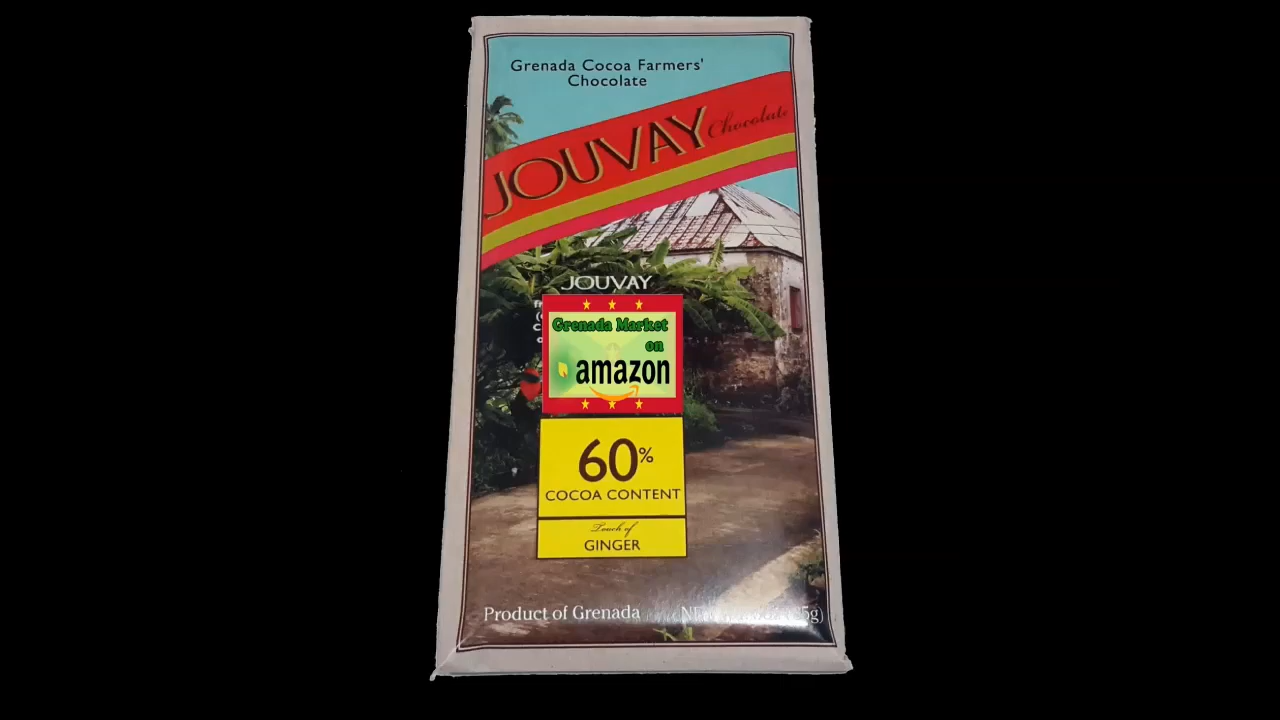 Grenada Cocoa Farmers'
Chocolate
JOUVAY Chocolate
JOUVAY
Grenada Market
on
amazon
60%
COCOA CONTENT
Touch of
GINGER
Product of Grenada